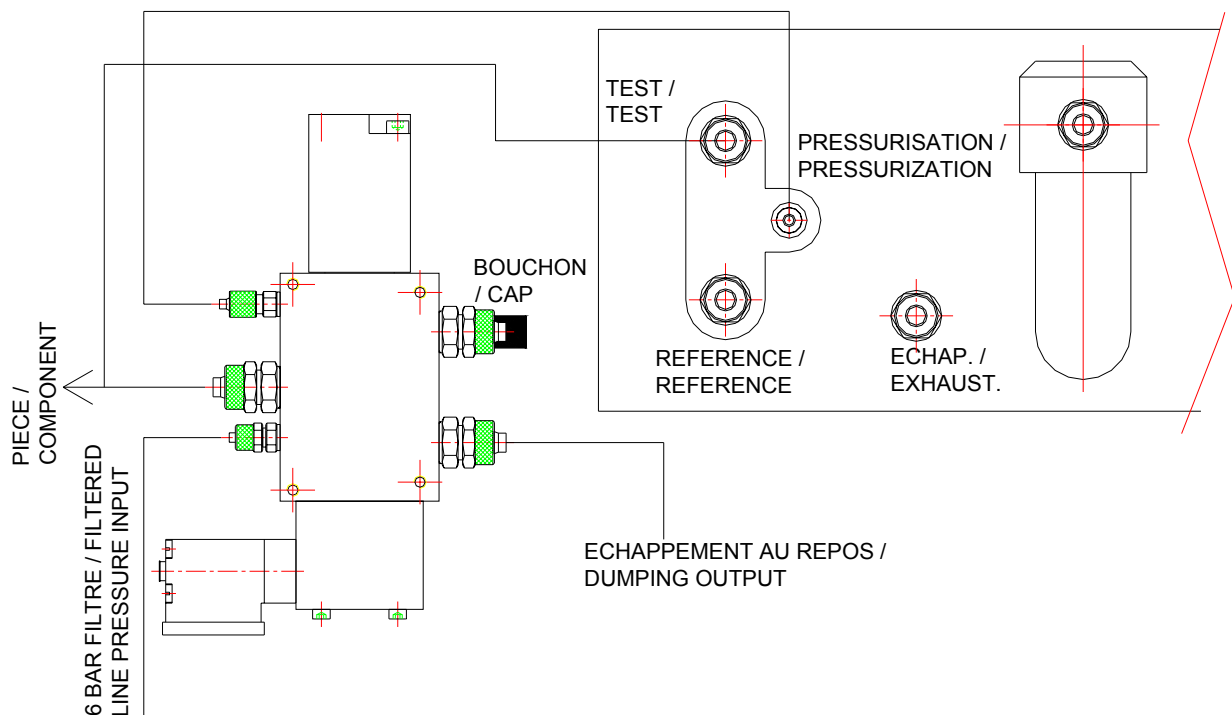 TEST /
TEST
PRESSURISATION /
PRESSURIZATION
BOUCHON
/ CAP
REFERENCE /
REFERENCE
ECHAP. /
EXHAUST.
PIECE /
COMPONENT
6 BAR FILTRE / FILTERED
LINE PRESSURE INPUT
ECHAPPEMENT AU REPOS /
DUMPING OUTPUT